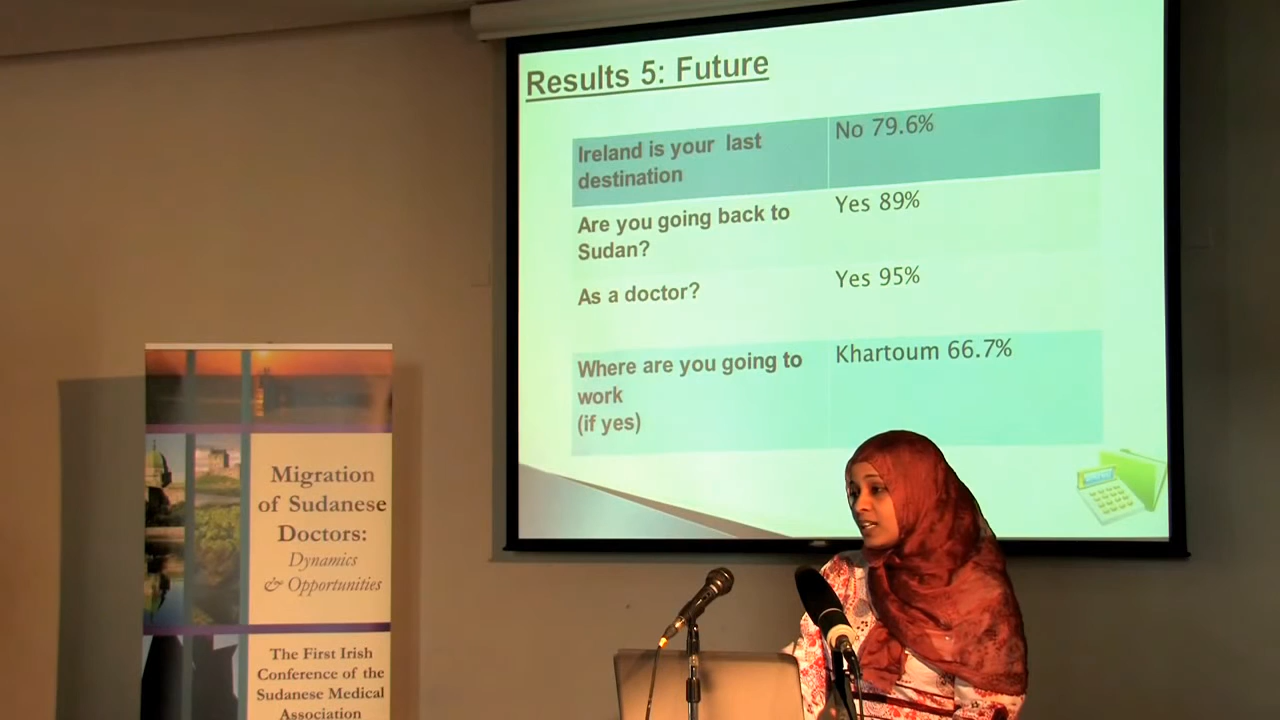 Results 5: Future
Ireland is your last
destination
No 79.6%
Are you going back to
Sudan?
Yes 89%
As a doctor?
Yes 95%
Where are you going to
work
(if yes)
Khartoum 66.7%
Migration
of Sudanese
Doctors:
Dynamics
& Opportunities
The First Irish
Conference of the
Sudanese Medical
Association